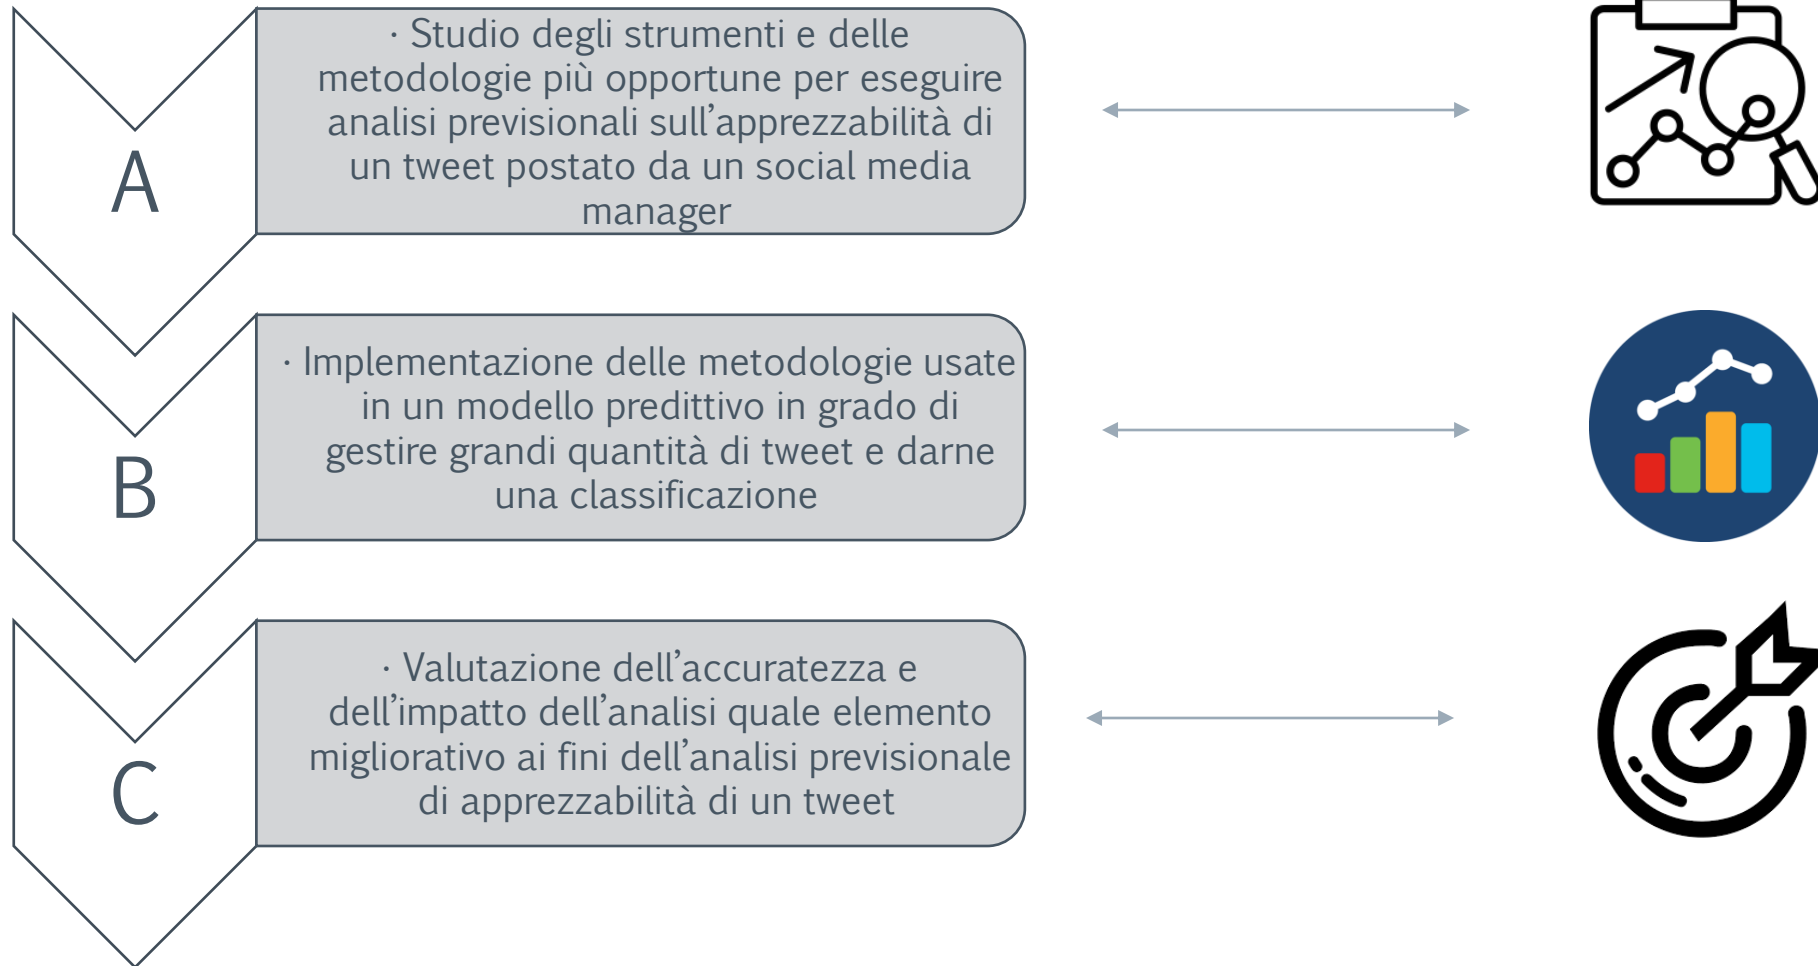 A
· Studio degli strumenti e delle
metodologie più opportune per eseguire
analisi previsionali sull’apprezzabilità di
un tweet postato da un social media
manager
B
· Implementazione delle metodologie usate
in un modello predittivo in grado di
gestire grandi quantità di tweet e darne
una classificazione
C
· Valutazione dell’accuratezza e
dell’impatto dell’analisi quale elemento
migliorativo ai fini dell’analisi previsionale
di apprezzabilità di un tweet